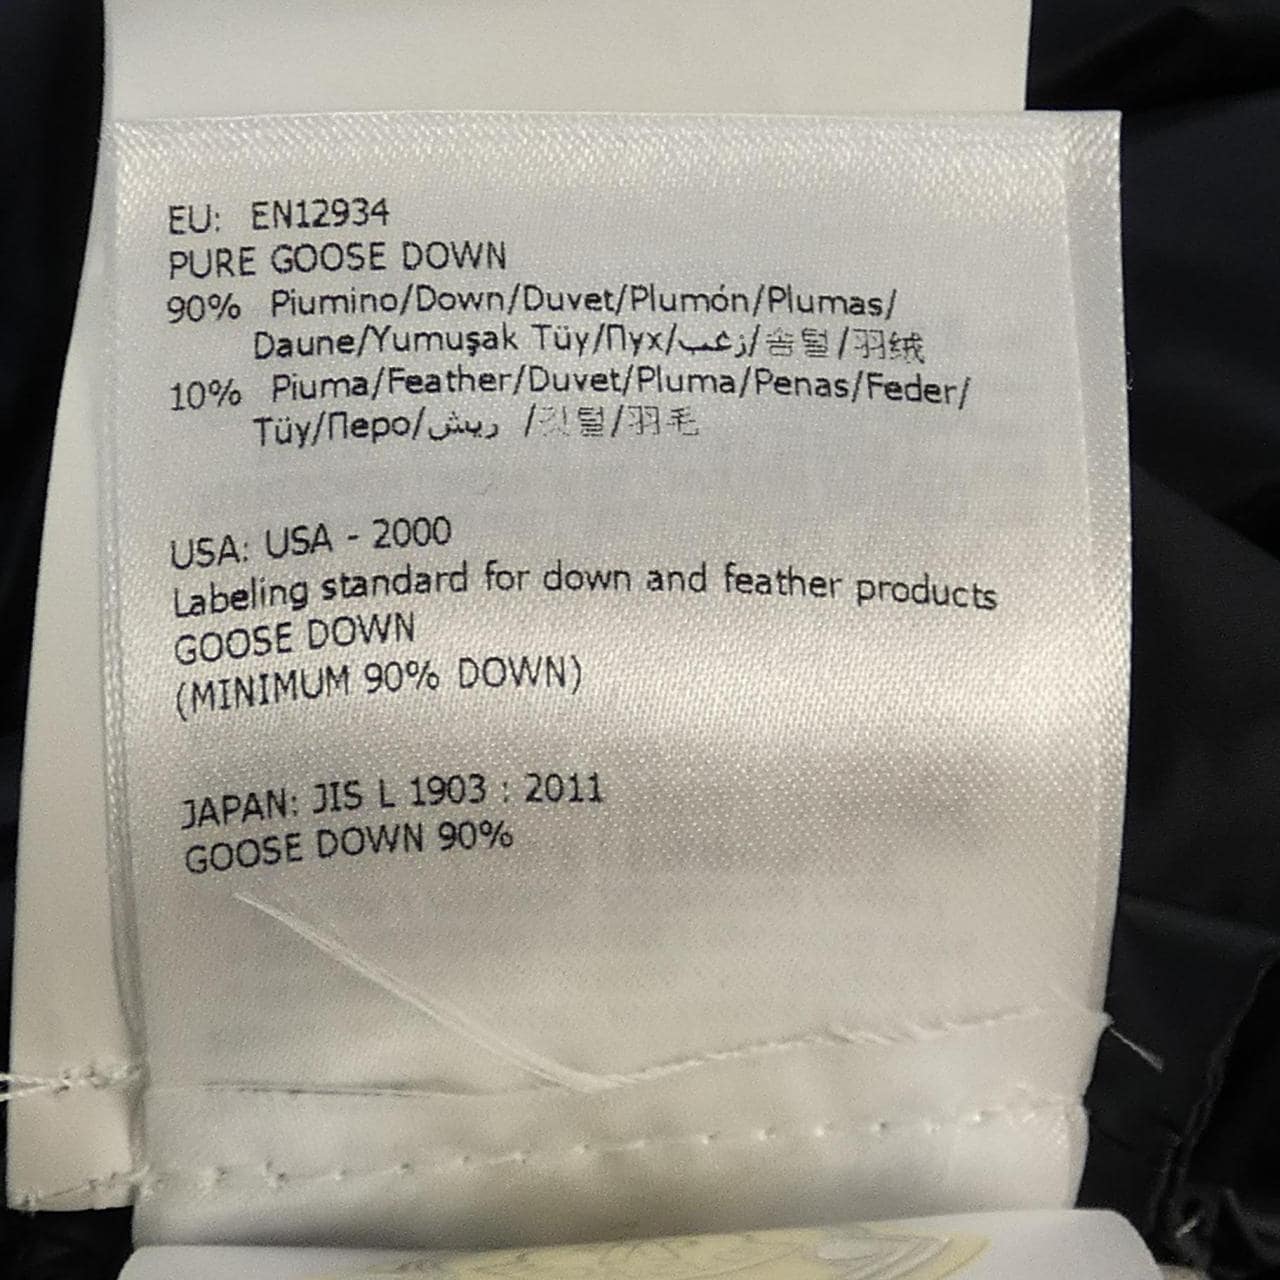 EU: EN12934
PURE GOOSE DOWN
90% Piumino/Down/Duvet/Plumón/Plumas/
Daune/Yumuşak Tüy/Пух/زغب/솜털/羽绒
10% Piuma/Feather/Duvet/Pluma/Penas/Feder/
Tüy/Перо/ريش /깃털/羽毛
USA: USA - 2000
Labeling standard for down and feather products
GOOSE DOWN
(MINIMUM 90% DOWN)
JAPAN: JIS L 1903 : 2011
GOOSE DOWN 90%